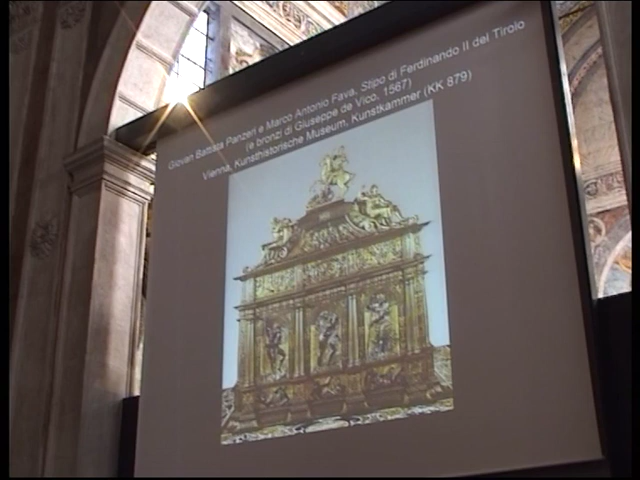 Giovan Battista Panzeri e Marco Antonio Fava, Stipo di Ferdinando II del Tirolo
(e bronzi di Giuseppe de Vico, 1567)
Vienna, Kunsthistorische Museum, Kunstkammer (KK 879)